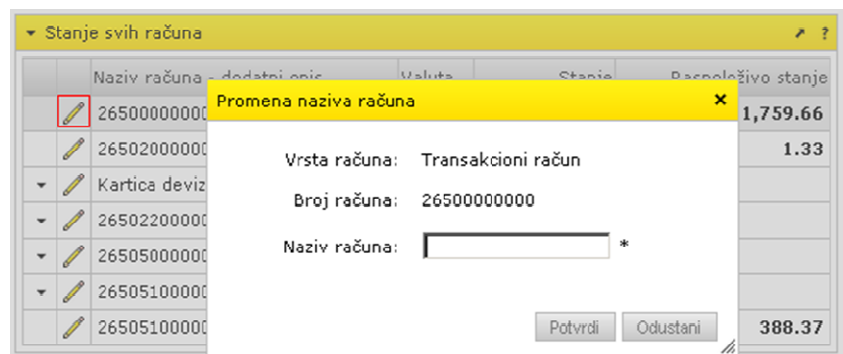 Stanje svih računa ?
Naziv računa - dodatni opis Valuta Stanje Raspoloživo stanje
Promena naziva računa ×
26500000000 1,759.66
26502000000 1.33
Vrsta računa: Transakcioni račun
Kartica deviz
Broj računa: 26500000000
26502200000
Naziv računa: *
26505000000
26505100000
26505100000 388.37
Potvrdi Odustani